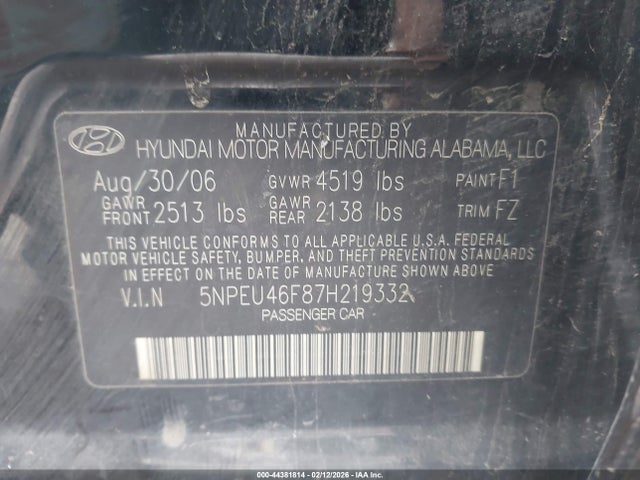 MANUFACTURED BY
HYUNDAI MOTOR MANUFACTURING ALABAMA, LLC
Aug/30/06 GVWR 4519 lbs PAINT F1
GAWR FRONT 2513 lbs GAWR REAR 2138 lbs TRIM FZ
THIS VEHICLE CONFORMS TO ALL APPLICABLE U.S.A. FEDERAL
MOTOR VEHICLE SAFETY, BUMPER, AND THEFT PREVENTION STANDARDS
IN EFFECT ON THE DATE OF MANUFACTURE SHOWN ABOVE
V.I.N 5NPEU46F87H219332
PASSENGER CAR
000-44381814 - 02/12/2026 - IAA, Inc.